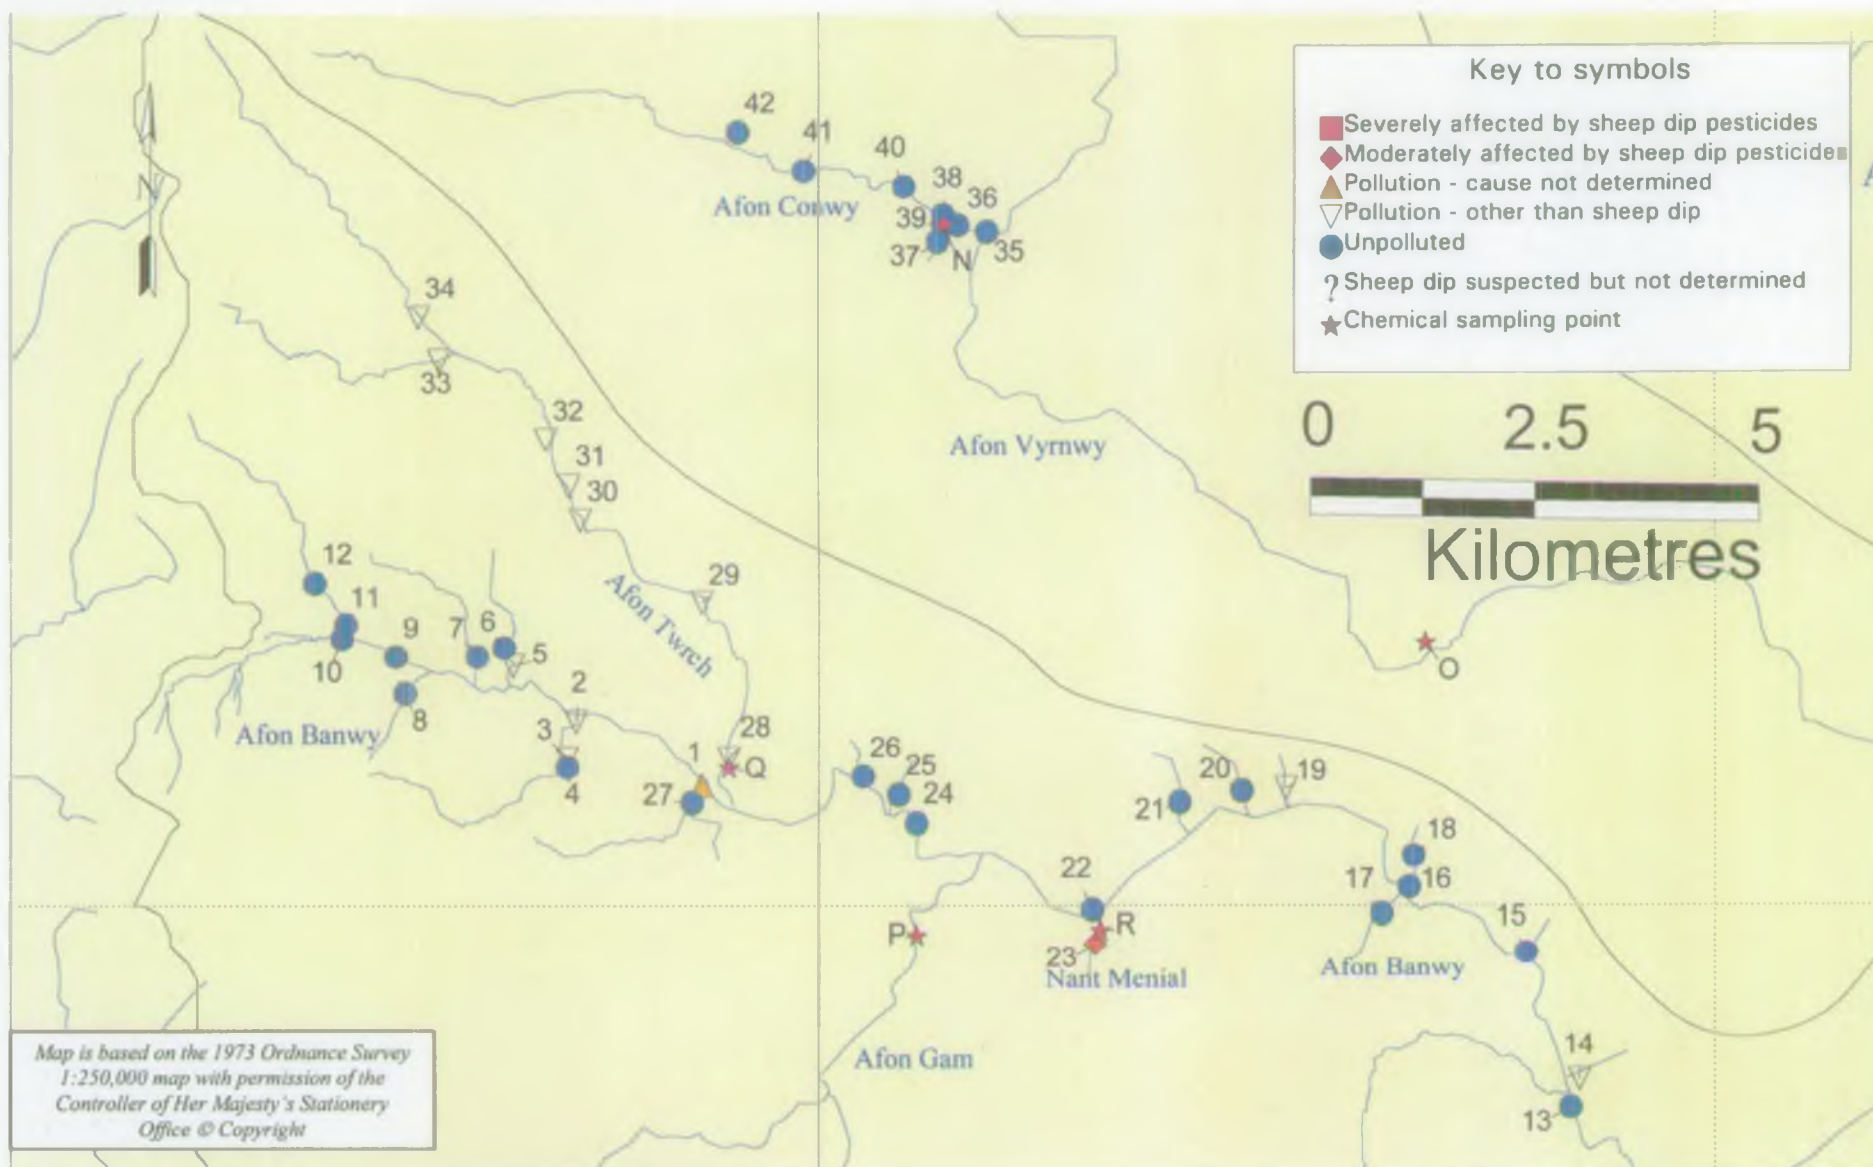 Key to symbols
Severely affected by sheep dip pesticides
Moderately affected by sheep dip pesticides
Pollution - cause not determined
Pollution - other than sheep dip
Unpolluted
? Sheep dip suspected but not determined
Chemical sampling point
0 2.5 5
Kilometres
N
42
41
40
38
36
39
37
N
35
Afon Conwy
34
33
32
31
30
Afon Vyrnwy
29
Afon Twrch
12
11
9
7
6
5
10
8
2
3
4
Afon Banwy
1
28
Q
27
O
26
25
24
20
19
21
18
17
16
22
15
P
R
23
Nant Menial
Afon Banwy
Afon Gam
14
13
Map is based on the 1973 Ordnance Survey
1:250,000 map with permission of the
Controller of Her Majesty's Stationery
Office © Copyright